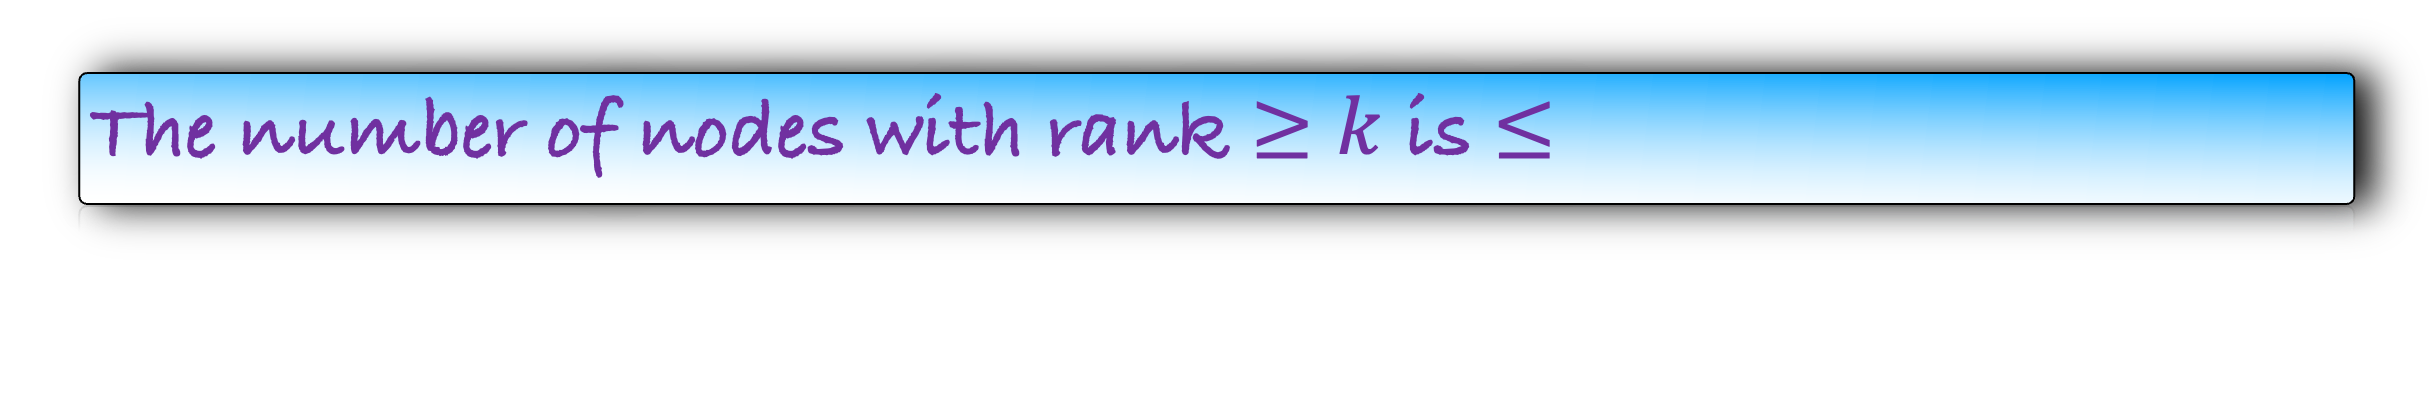 The number of nodes with rank ≥ k is ≤